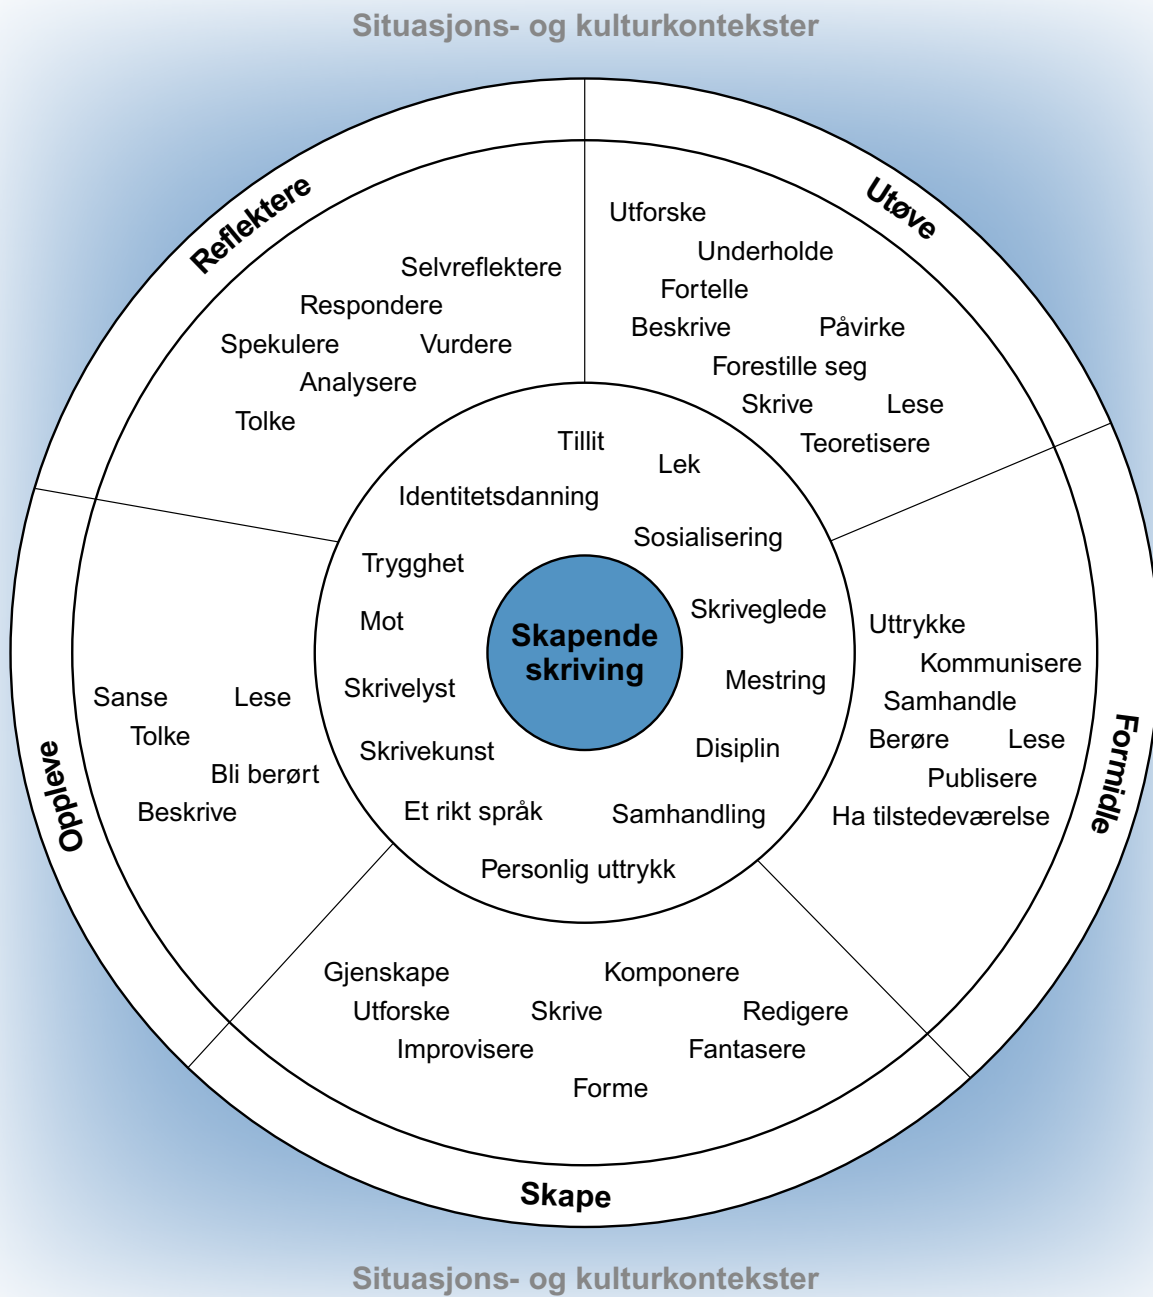 Situasjons- og kulturkontekster
Reflektere
Selvreflektere
Respondere
Spekulere
Vurdere
Analysere
Tolke
Utøve
Utforske
Underholde
Fortelle
Beskrive
Påvirke
Forestille seg
Skrive
Lese
Teoretisere
Formidle
Uttrykke
Kommunisere
Samhandle
Berøre
Lese
Publisere
Ha tilstedeværelse
Skape
Gjenskape
Komponere
Utforske
Skrive
Redigere
Improvisere
Fantasere
Forme
Oppleve
Sanse
Lese
Tolke
Bli berørt
Beskrive
Tillit
Lek
Identitetsdanning
Sosialisering
Trygghet
Skriveglede
Mot
Mestring
Skrivelyst
Disiplin
Skrivekunst
Et rikt språk
Samhandling
Personlig uttrykk
Skapende
skriving
Situasjons- og kulturkontekster